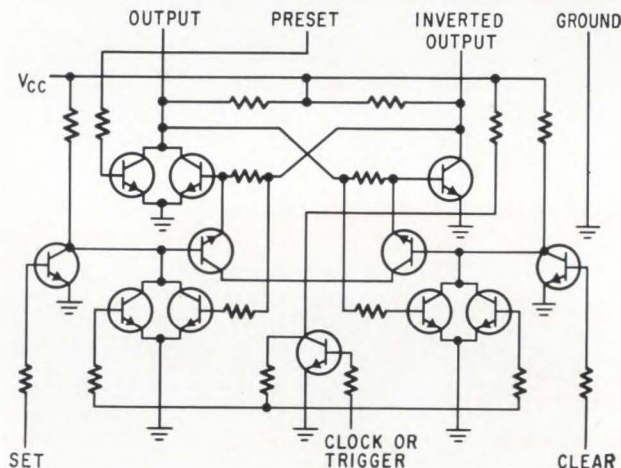 OUTPUT
PRESET
INVERTED
OUTPUT
GROUND
VCC
SET
CLOCK OR
TRIGGER
CLEAR